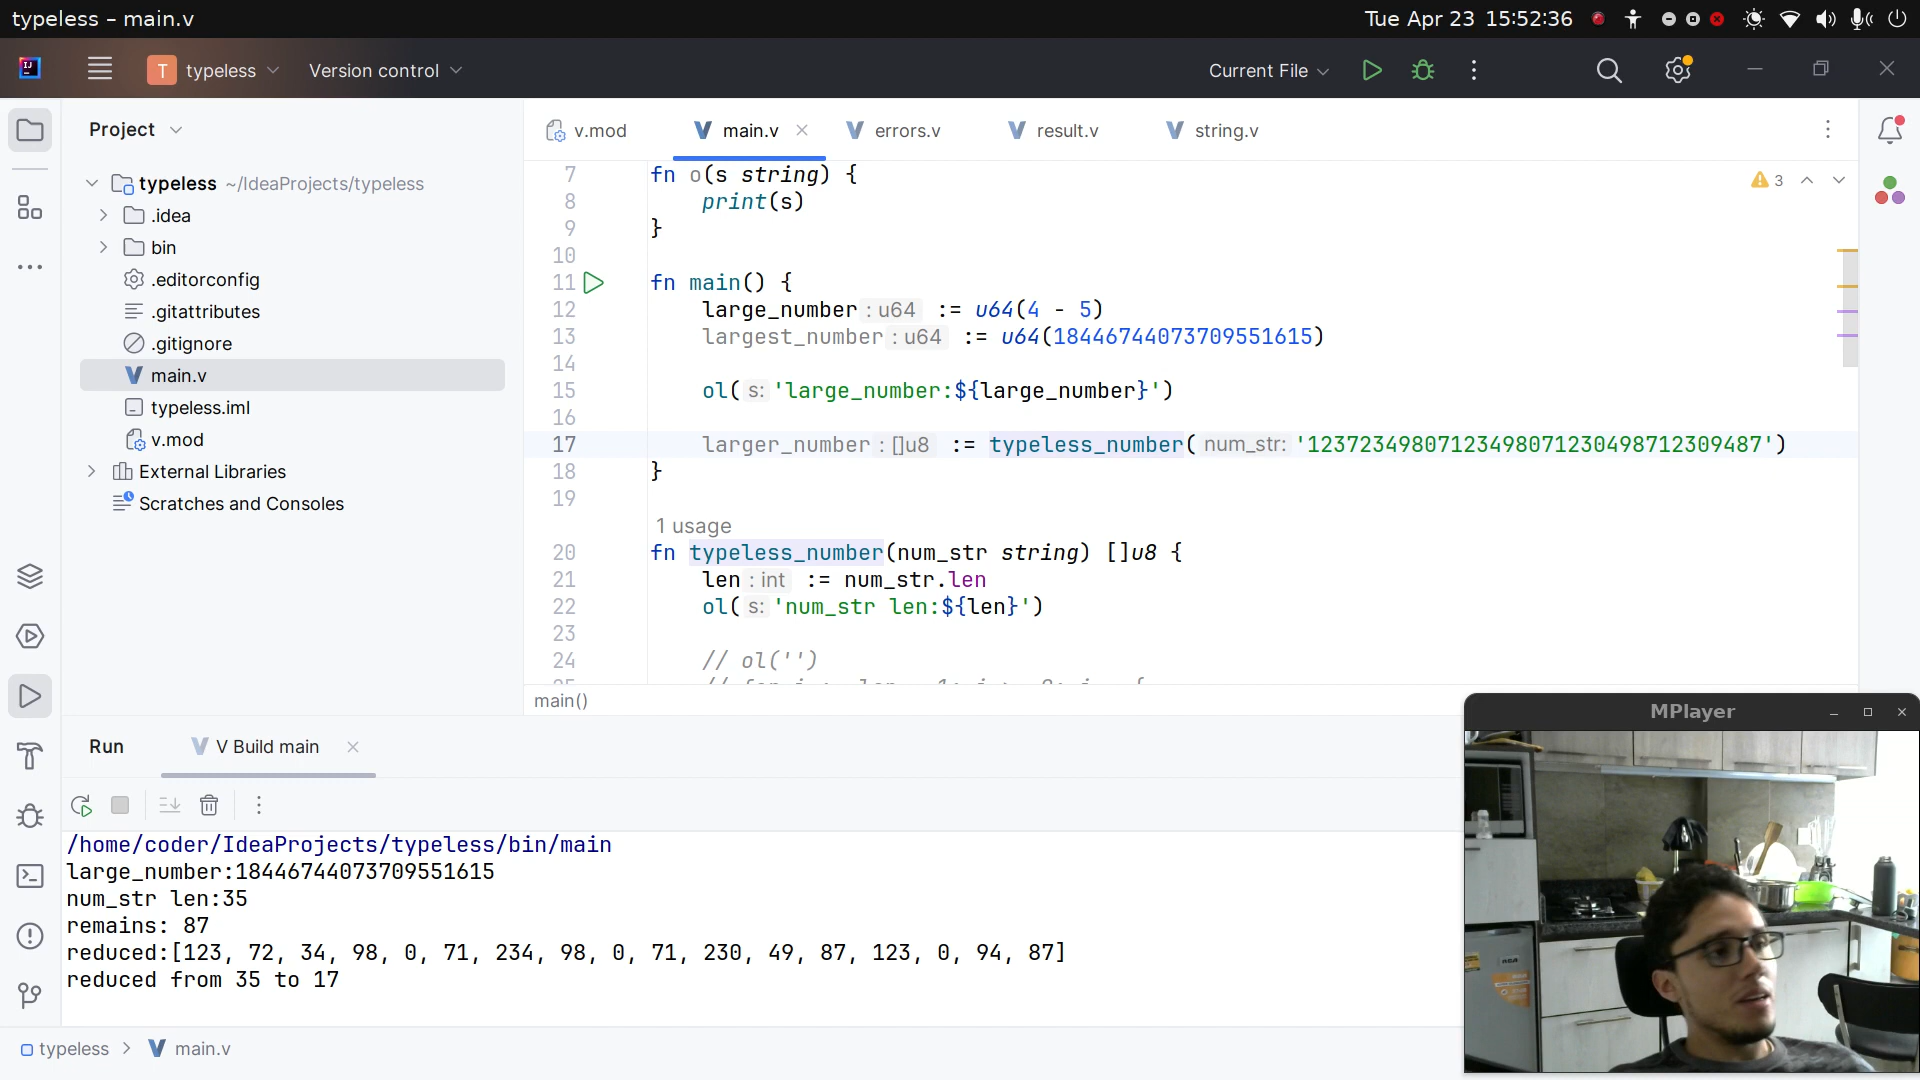 typeless – main.v
Tue Apr 23 15:52:36
T typeless
Version control
Current File
Project
v.mod
main.v
errors.v
result.v
string.v
typeless ~/IdeaProjects/typeless
.idea
bin
.editorconfig
.gitattributes
.gitignore
main.v
typeless.iml
v.mod
External Libraries
Scratches and Consoles
3
7 fn o(s string) {
8 print(s)
9 }
10
11 fn main() {
12 large_number : u64 := u64(4 - 5)
13 largest_number : u64 := u64(18446744073709551615)
14
15 ol( s: 'large_number:${large_number}')
16
17 larger_number : []u8 := typeless_number( num_str: '12372349807123498071230498712309487')
18 }
19
1 usage
20 fn typeless_number(num_str string) []u8 {
21 len : int := num_str.len
22 ol( s: 'num_str len:${len}')
23
24 // ol('')
main()
MPlayer
Run
V Build main
/home/coder/IdeaProjects/typeless/bin/main
large_number:18446744073709551615
num_str len:35
remains: 87
reduced:[123, 72, 34, 98, 0, 71, 234, 98, 0, 71, 230, 49, 87, 123, 0, 94, 87]
reduced from 35 to 17
typeless
main.v